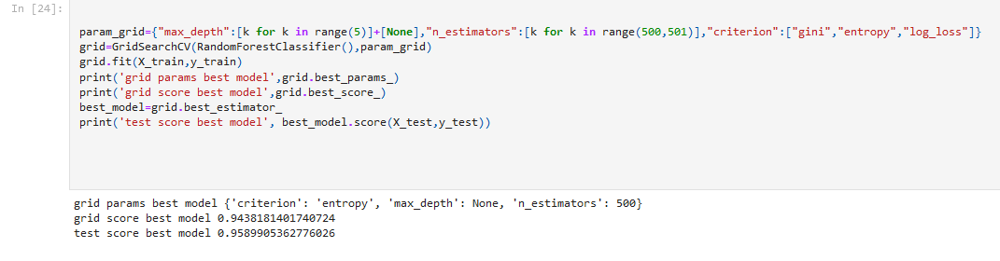 In [24]:
param_grid={"max_depth":[k for k in range(5)]+[None],"n_estimators":[k for k in range(500,501)],"criterion":["gini","entropy","log_loss"]}
grid=GridSearchCV(RandomForestClassifier(),param_grid)
grid.fit(X_train,y_train)
print('grid params best model',grid.best_params_)
print('grid score best model',grid.best_score_)
best_model=grid.best_estimator_
print('test score best model', best_model.score(X_test,y_test))
grid params best model {'criterion': 'entropy', 'max_depth': None, 'n_estimators': 500}
grid score best model 0.9438181401740724
test score best model 0.9589905362776026